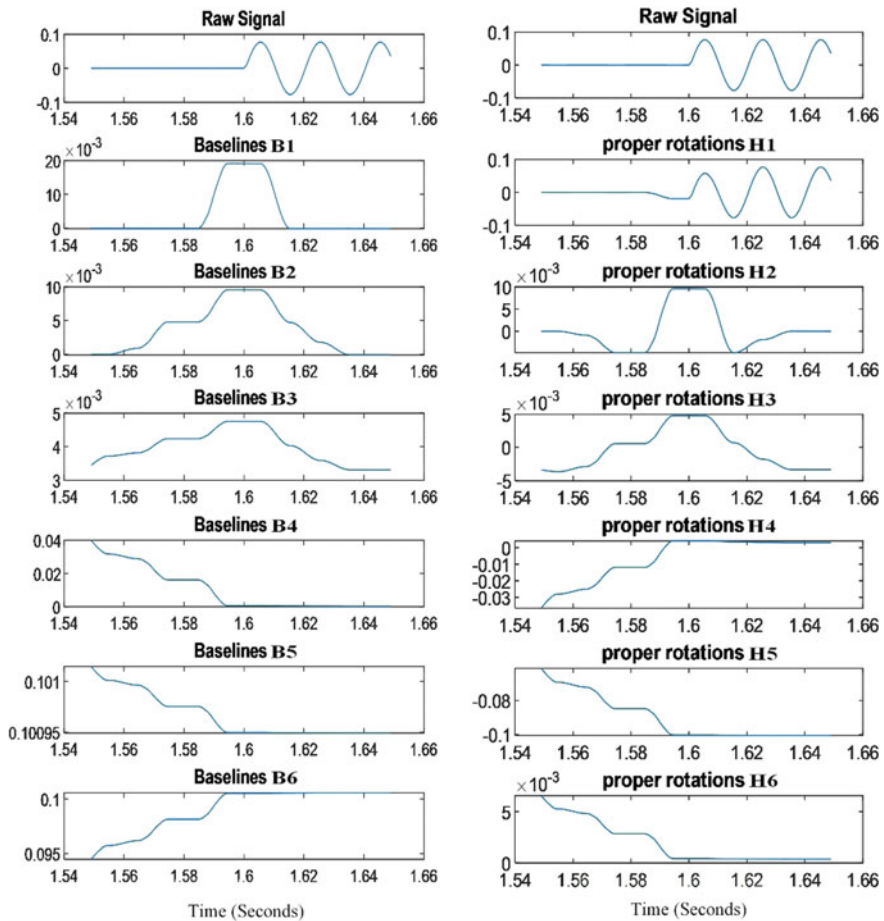 Raw Signal
0.1
0
-0.1
1.54 1.56 1.58 1.6 1.62 1.64 1.66
×10⁻³ Baselines B1
20
10
0
1.54 1.56 1.58 1.6 1.62 1.64 1.66
×10⁻³ Baselines B2
10
5
0
1.54 1.56 1.58 1.6 1.62 1.64 1.66
×10⁻³ Baselines B3
5
4
3
1.54 1.56 1.58 1.6 1.62 1.64 1.66
Baselines B4
0.04
0.02
0
1.54 1.56 1.58 1.6 1.62 1.64 1.66
Baselines B5
0.101
0.10095
1.54 1.56 1.58 1.6 1.62 1.64 1.66
Baselines B6
0.1
0.095
1.54 1.56 1.58 1.6 1.62 1.64 1.66
Time (Seconds)
Raw Signal
0.1
0
-0.1
1.54 1.56 1.58 1.6 1.62 1.64 1.66
proper rotations H1
0.1
0
-0.1
1.54 1.56 1.58 1.6 1.62 1.64 1.66
×10⁻³ proper rotations H2
10
5
0
1.54 1.56 1.58 1.6 1.62 1.64 1.66
×10⁻³ proper rotations H3
5
0
-5
1.54 1.56 1.58 1.6 1.62 1.64 1.66
proper rotations H4
0
-0.01
-0.02
-0.03
1.54 1.56 1.58 1.6 1.62 1.64 1.66
proper rotations H5
-0.08
-0.1
1.54 1.56 1.58 1.6 1.62 1.64 1.66
×10⁻³ proper rotations H6
5
0
1.54 1.56 1.58 1.6 1.62 1.64 1.66
Time (Seconds)